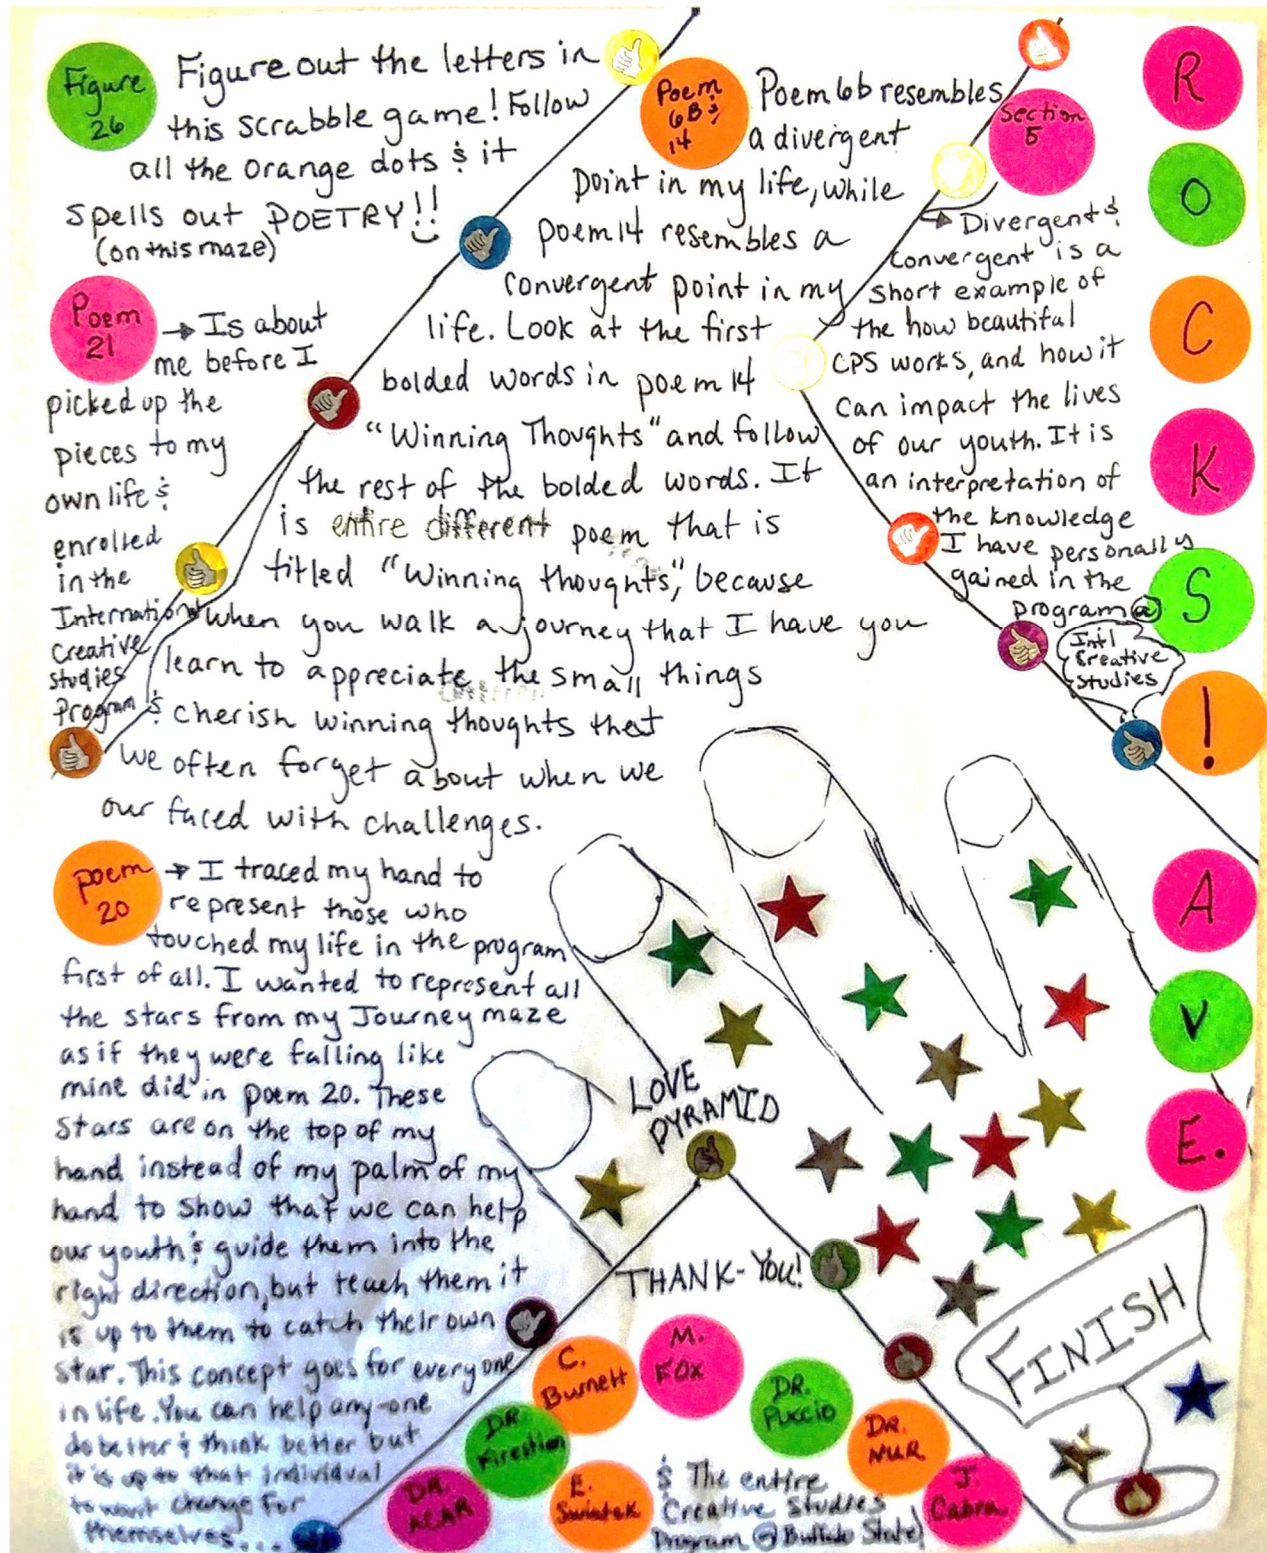 Figure
26
Figure out the letters in
this scrabble game! Follow
all the orange dots & it
spells out POETRY!!
(on this maze)
Poem
21
→ Is about
me before I
picked up the
pieces to my
own life &
enrolled
in the
International
Creative
Studies
Program &
Poem
6B &
14
Poem 6b resembles
a divergent
point in my life, while
poem 14 resembles a
convergent point in my
life. Look at the first
bolded words in poem 14
"Winning Thoughts" and follow
the rest of the bolded words. It
is entire different poem that is
titled "Winning thoughts", because
when you walk a journey that I have you
learn to appreciate the small things
cherish winning thoughts that
we often forget about when we
our faced with challenges.
Section
5
→ Divergent &
Convergent is a
short example of
the how beautiful
CPS works, and how it
can impact the lives
of our youth. It is
an interpretation of
the knowledge
I have personally
gained in the
program @
Int'l
Creative
Studies
R
O
C
K
S
!
A
V
E.
poem
20
→ I traced my hand to
represent those who
touched my life in the program
first of all. I wanted to represent all
the stars from my Journey maze
as if they were falling like
mine did in poem 20. These
stars are on the top of my
hand instead of my palm of my
hand to show that we can help
our youth & guide them into the
right direction, but teach them it
is up to them to catch their own
star. This concept goes for everyone
in life. You can help any-one
do better & think better but
it is up to that individual
to want change for
themselves...
LOVE
PYRAMID
THANK-YOU!
C.
Burnett
M.
Fox
DR.
Puccio
DR.
NUR
DR.
Firestien
DR.
ACAR
E.
Swiatek
J.
Cabra
& The entire
Creative Studies
Program @ Buffalo State!
FINISH